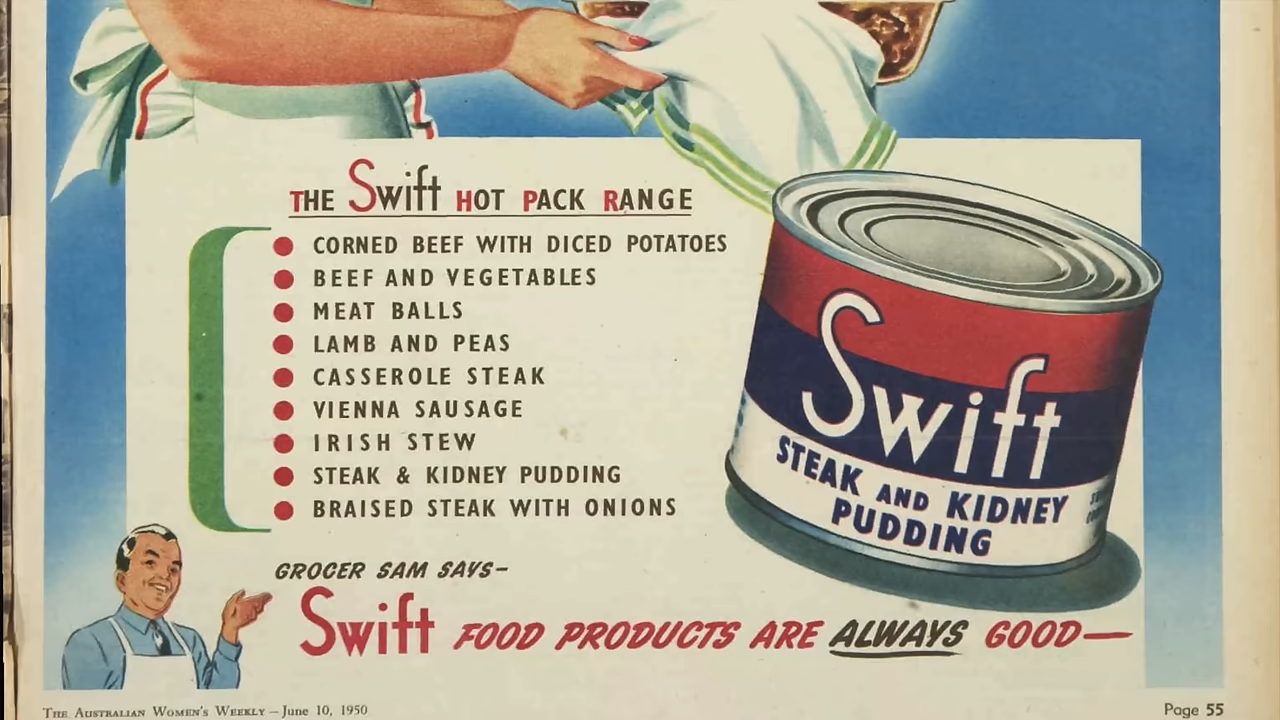 THE Swift HOT PACK RANGE
CORNED BEEF WITH DICED POTATOES
BEEF AND VEGETABLES
MEAT BALLS
LAMB AND PEAS
CASSEROLE STEAK
VIENNA SAUSAGE
IRISH STEW
STEAK & KIDNEY PUDDING
BRAISED STEAK WITH ONIONS
Swift
STEAK AND KIDNEY
PUDDING
GROCER SAM SAYS–
Swift FOOD PRODUCTS ARE ALWAYS GOOD—
THE AUSTRALIAN WOMEN'S WEEKLY – June 10, 1950
Page 55